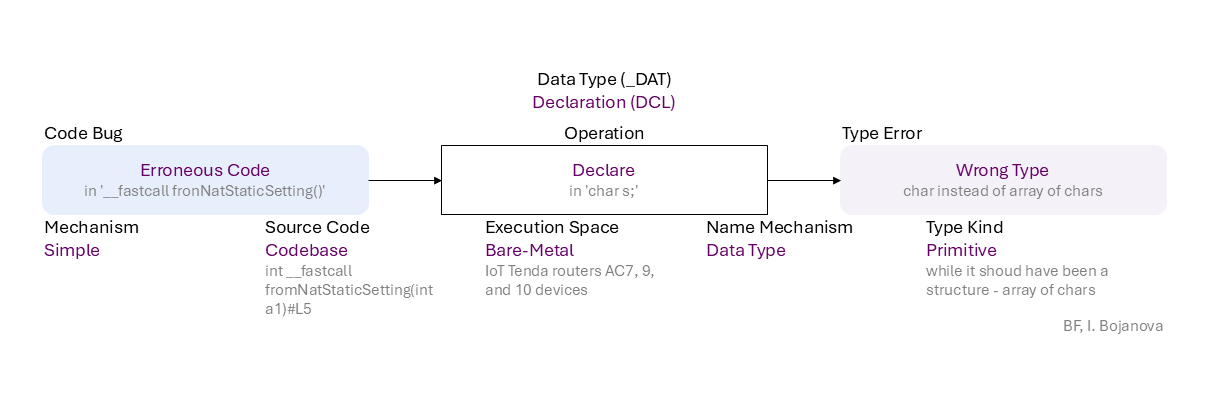 Data Type (_DAT)
Declaration (DCL)
Code Bug
Operation
Type Error
Erroneous Code
in '__fastcall fronNatStaticSetting()'
Declare
in 'char s;'
Wrong Type
char instead of array of chars
Mechanism
Simple
Source Code
Codebase
int __fastcall
fromNatStaticSetting(int
a1)#L5
Execution Space
Bare-Metal
IoT Tenda routers AC7, 9,
and 10 devices
Name Mechanism
Data Type
Type Kind
Primitive
while it shoud have been a
structure - array of chars
BF, I. Bojanova